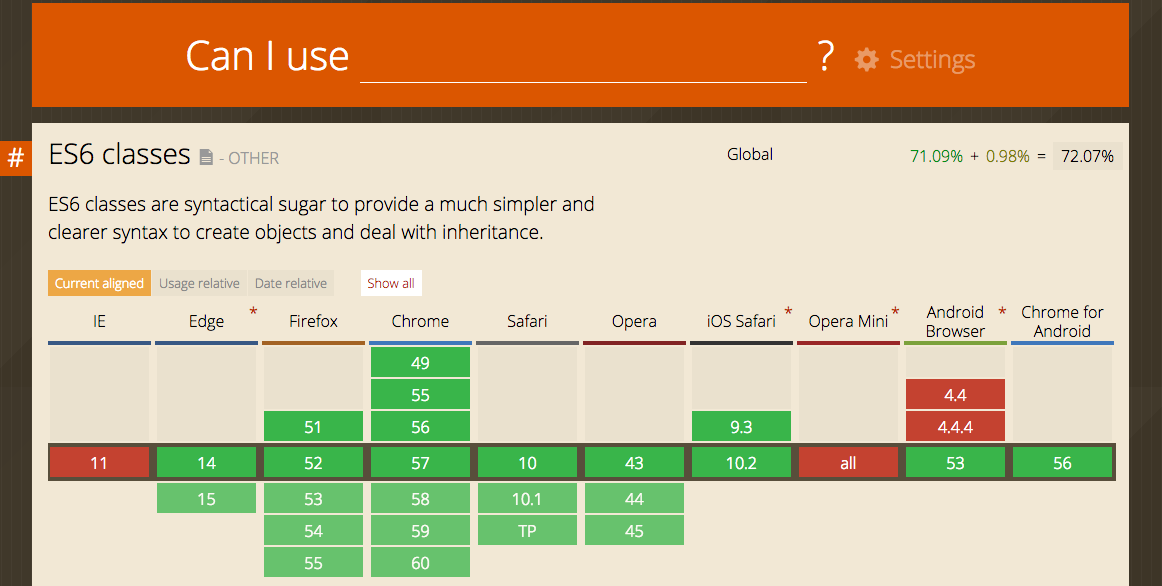 Can I use ? Settings
#
ES6 classes - OTHER Global 71.09% + 0.98% = 72.07%
ES6 classes are syntactical sugar to provide a much simpler and
clearer syntax to create objects and deal with inheritance.
Current aligned Usage relative Date relative Show all
IE Edge * Firefox Chrome Safari Opera iOS Safari * Opera Mini * Android Browser * Chrome for Android
49
55 4.4
51 56 9.3 4.4.4
11 14 52 57 10 43 10.2 all 53 56
15 53 58 10.1 44
54 59 TP 45
55 60